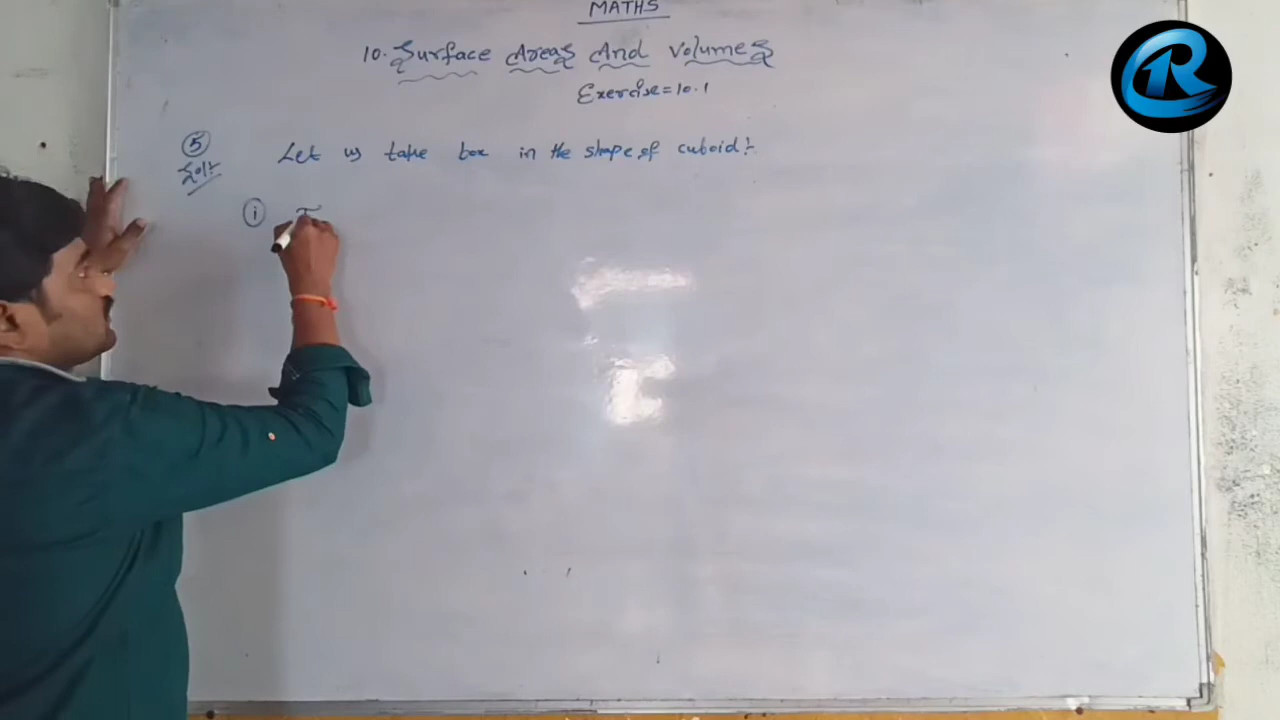 MATHS
10. Surface Areas And Volumes
Exercise = 10.1
5 Let us take box in the shape of cuboid :-
Sol:-
i T
R